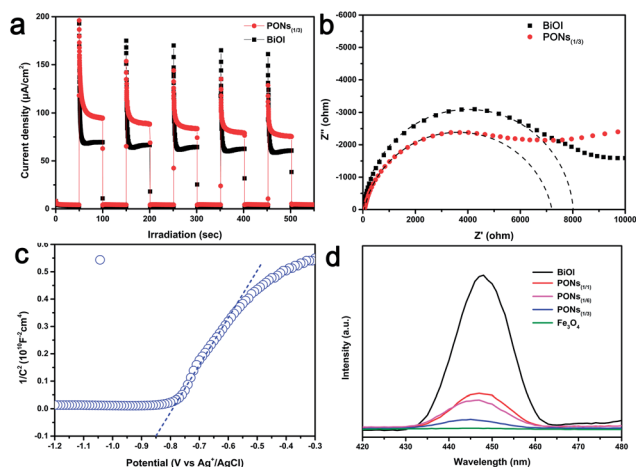 a
PONs(1/3)
BiOI
Current density (μA/cm²)
200
150
100
50
0
0 100 200 300 400 500
Irradiation (sec)
b
BiOI
PONs(1/3)
Z'' (ohm)
-6000
-5000
-4000
-3000
-2000
-1000
0
0 2000 4000 6000 8000 10000
Z' (ohm)
c
1/C² (10¹⁰F⁻²cm⁴)
0.6
0.5
0.4
0.3
0.2
0.1
0.0
-0.1
-1.2 -1.1 -1.0 -0.9 -0.8 -0.7 -0.6 -0.5 -0.4 -0.3
Potential (V vs Ag⁺/AgCl)
d
BiOI
PONs(1/1)
PONs(1/6)
PONs(1/3)
Fe₃O₄
Intensity (a.u.)
420 430 440 450 460 470 480
Wavelength (nm)